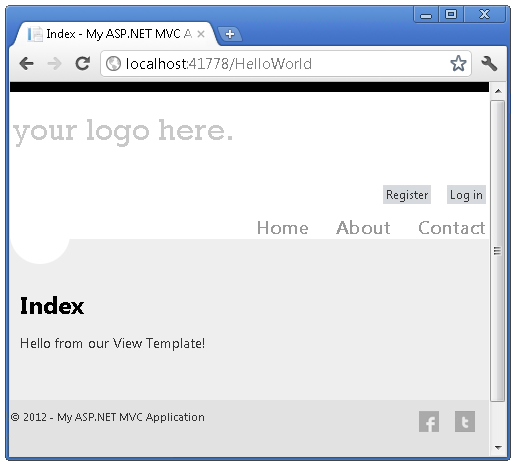 Index - My ASP.NET MVC A
localhost:41778/HelloWorld
your logo here.
Register Log in
Home About Contact
Index
Hello from our View Template!
© 2012 - My ASP.NET MVC Application